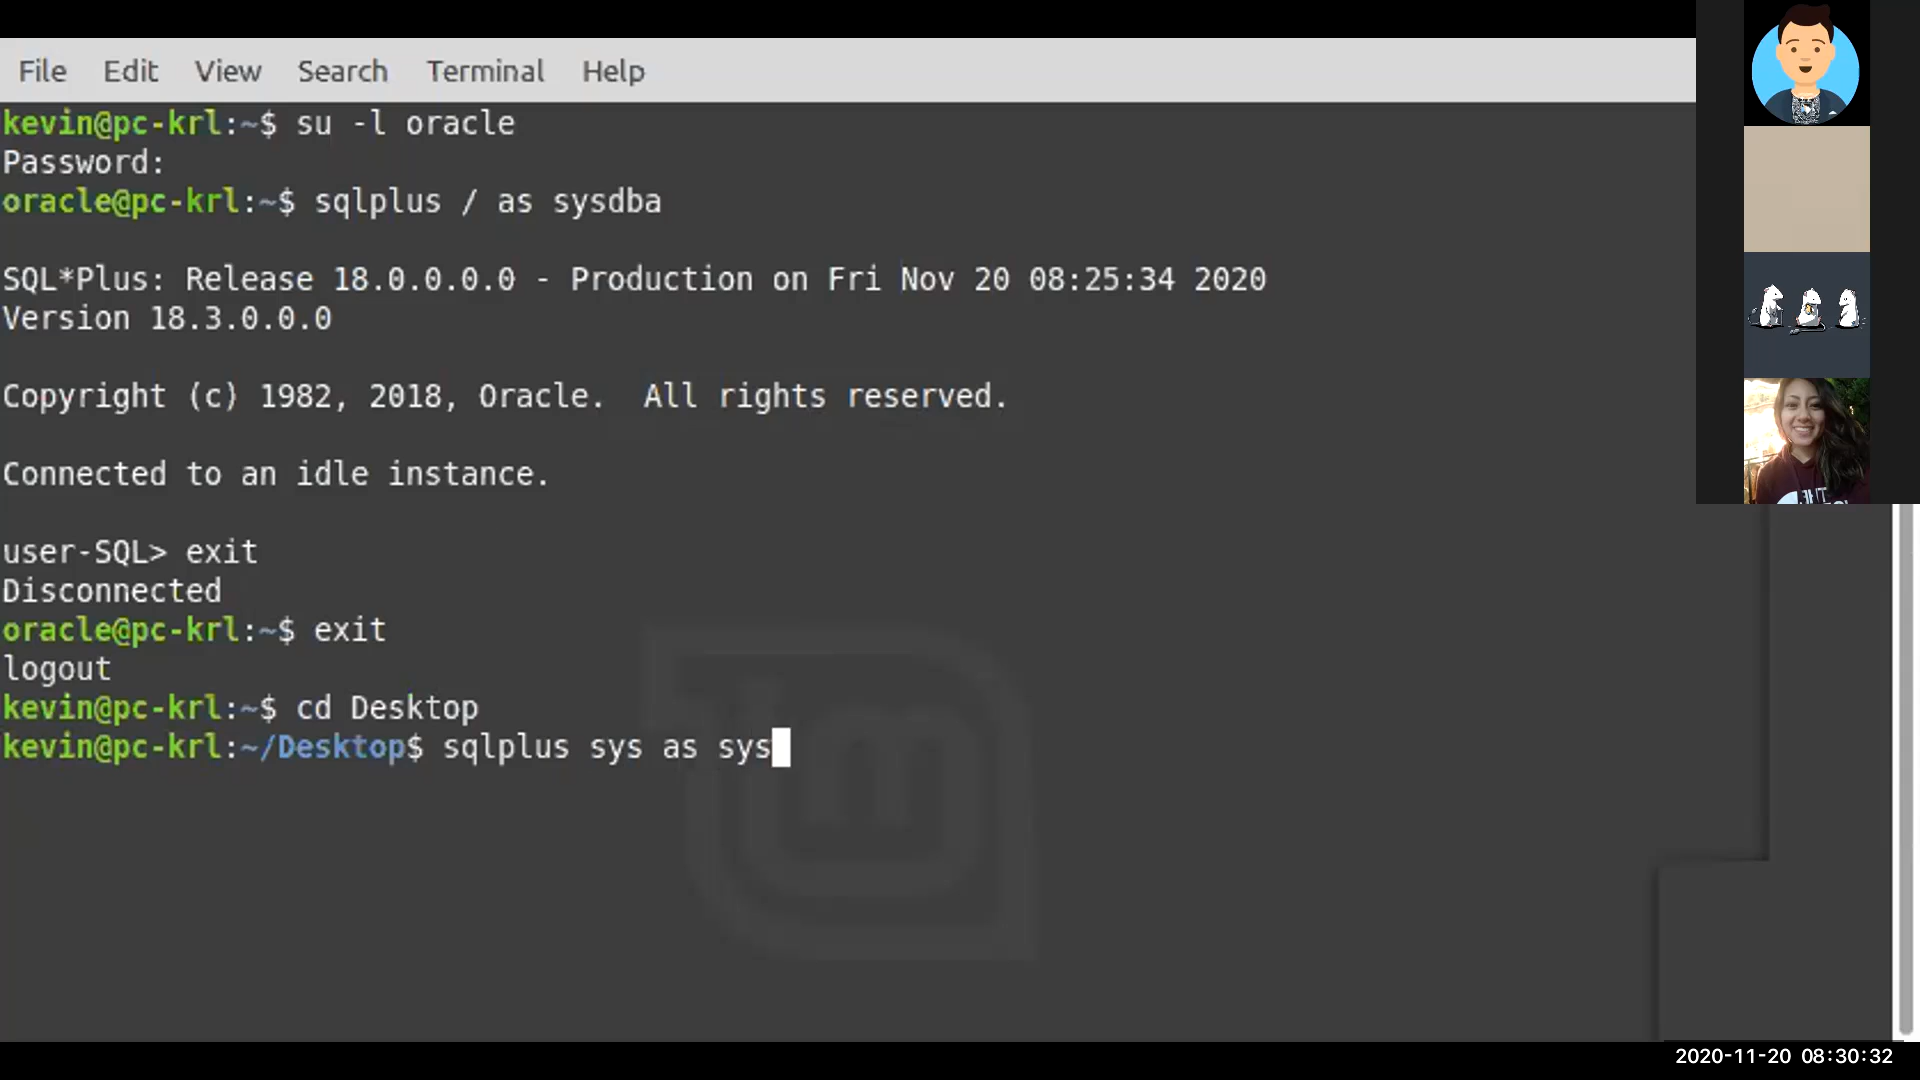 File Edit View Search Terminal Help
kevin@pc-krl:~$ su -l oracle
Password:
oracle@pc-krl:~$ sqlplus / as sysdba
SQL*Plus: Release 18.0.0.0.0 - Production on Fri Nov 20 08:25:34 2020
Version 18.3.0.0.0
Copyright (c) 1982, 2018, Oracle.  All rights reserved.
Connected to an idle instance.
user-SQL> exit
Disconnected
oracle@pc-krl:~$ exit
logout
kevin@pc-krl:~$ cd Desktop
kevin@pc-krl:~/Desktop$ sqlplus sys as sys
2020-11-20 08:30:32